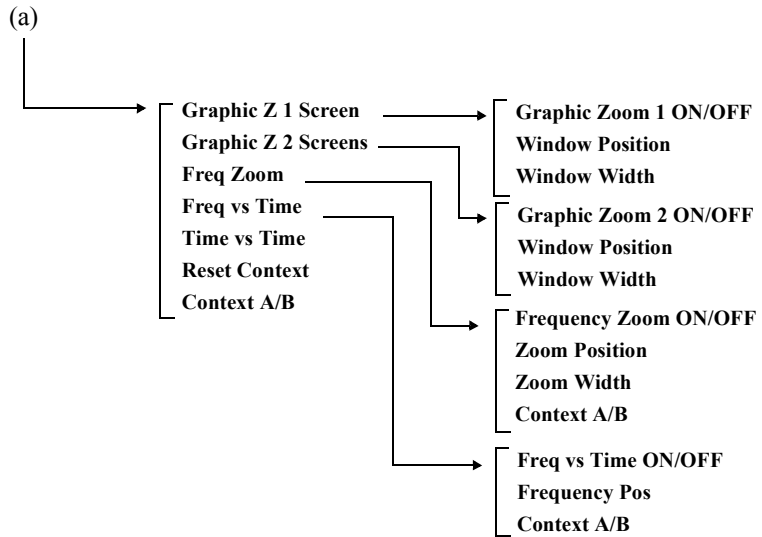 (a)
Graphic Z 1 Screen
Graphic Z 2 Screens
Freq Zoom
Freq vs Time
Time vs Time
Reset Context
Context A/B
Graphic Zoom 1 ON/OFF
Window Position
Window Width
Graphic Zoom 2 ON/OFF
Window Position
Window Width
Frequency Zoom ON/OFF
Zoom Position
Zoom Width
Context A/B
Freq vs Time ON/OFF
Frequency Pos
Context A/B